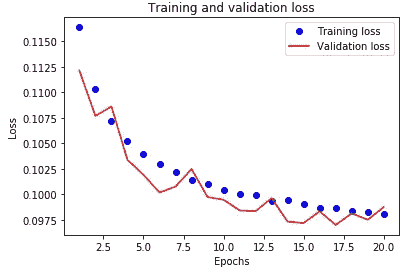 Training and validation loss
Training loss
Validation loss
0.1150
0.1125
0.1100
0.1075
0.1050
0.1025
0.1000
0.0975
Loss
2.5 5.0 7.5 10.0 12.5 15.0 17.5 20.0
Epochs